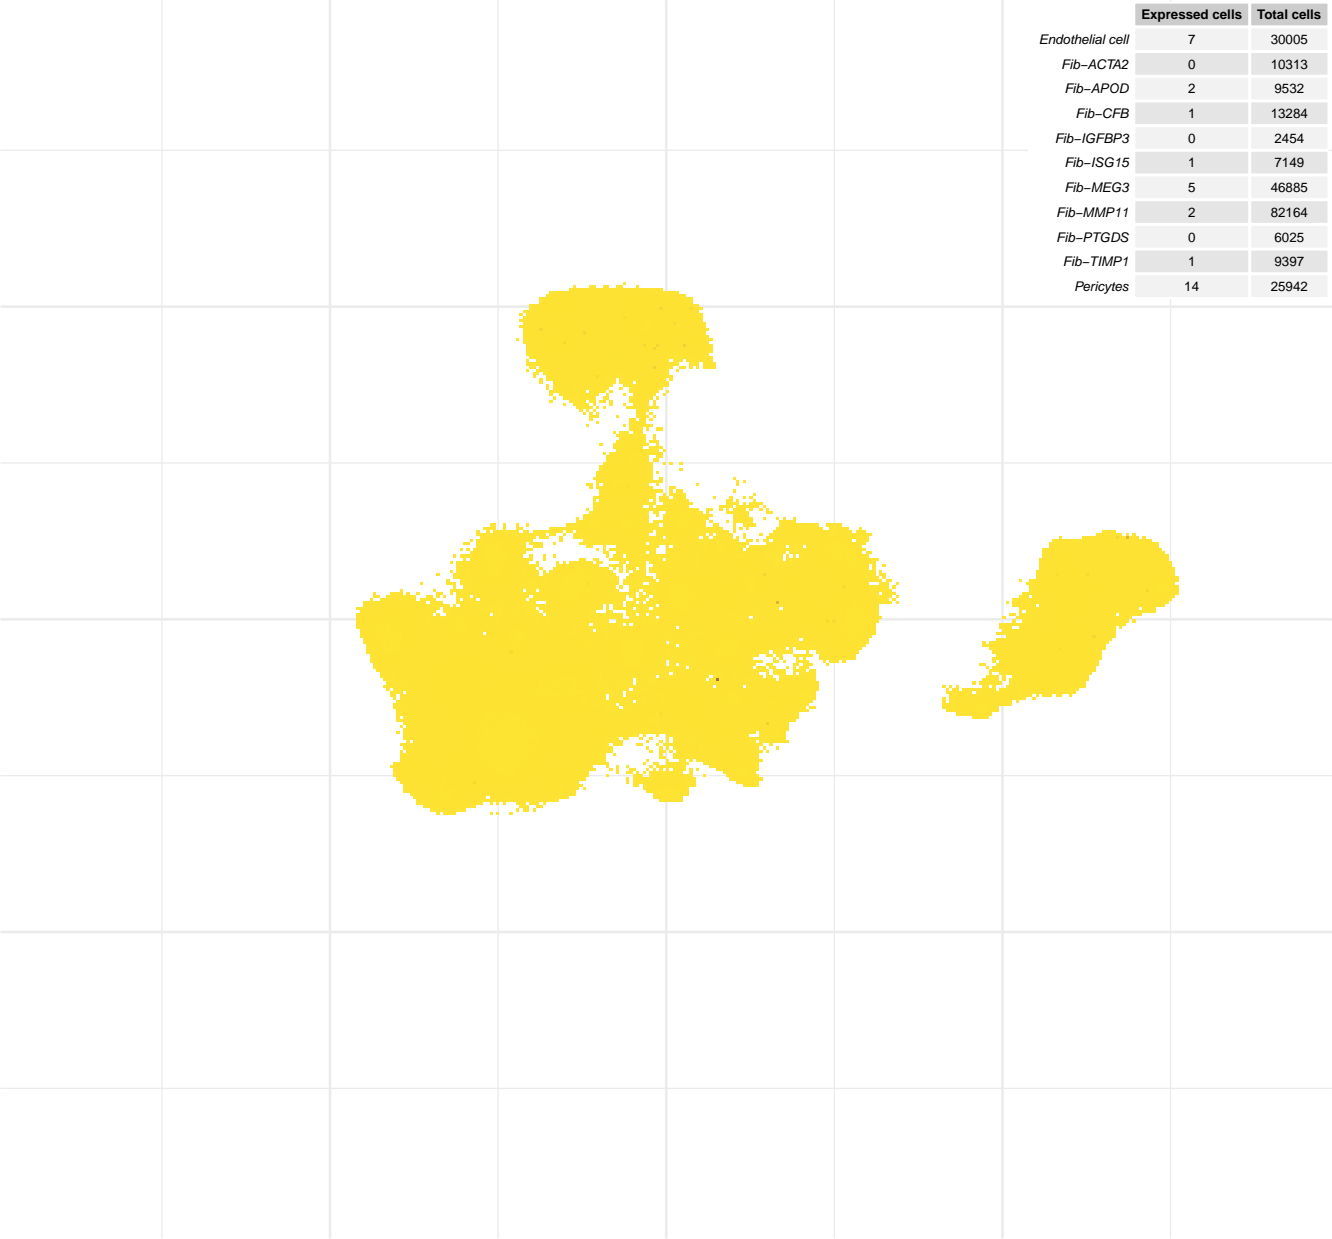 Expressed cells Total cells
Endothelial cell 7 30005
Fib−ACTA2 0 10313
Fib−APOD 2 9532
Fib−CFB 1 13284
Fib−IGFBP3 0 2454
Fib−ISG15 1 7149
Fib−MEG3 5 46885
Fib−MMP11 2 82164
Fib−PTGDS 0 6025
Fib−TIMP1 1 9397
Pericytes 14 25942